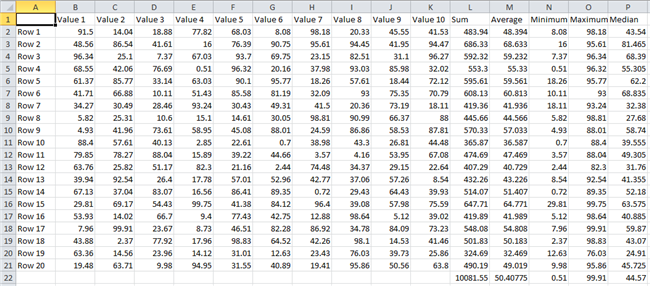 A B C D E F G H I J K L M N O P
1 Value 1 Value 2 Value 3 Value 4 Value 5 Value 6 Value 7 Value 8 Value 9 Value 10 Sum Average Minimum Maximum Median
2 Row 1 91.5 14.04 18.88 77.82 68.03 8.08 98.18 20.33 45.55 41.53 483.94 48.394 8.08 98.18 43.54
3 Row 2 48.56 86.54 41.61 16 76.39 90.75 95.61 94.45 41.95 94.47 686.33 68.633 16 95.61 81.465
4 Row 3 96.34 25.1 7.37 67.03 93.7 69.75 23.15 82.51 31.1 96.27 592.32 59.232 7.37 96.34 68.39
5 Row 4 68.55 42.06 76.69 0.51 96.32 20.16 37.98 93.03 85.98 32.02 553.3 55.33 0.51 96.32 55.305
6 Row 5 61.37 85.77 33.14 63.03 90.1 95.77 18.26 57.61 18.44 72.12 595.61 59.561 18.26 95.77 62.2
7 Row 6 41.71 66.88 10.11 51.43 85.58 81.19 32.09 93 75.35 70.79 608.13 60.813 10.11 93 68.835
8 Row 7 34.27 30.49 28.46 93.24 30.43 49.31 41.5 20.36 73.19 18.11 419.36 41.936 18.11 93.24 32.38
9 Row 8 5.82 25.31 10.6 15.1 14.61 30.05 98.81 90.99 66.37 88 445.66 44.566 5.82 98.81 27.68
10 Row 9 4.93 41.96 73.61 58.95 45.08 88.01 24.59 86.86 58.53 87.81 570.33 57.033 4.93 88.01 58.74
11 Row 10 88.4 57.61 40.13 2.85 22.61 0.7 38.98 43.3 26.81 44.48 365.87 36.587 0.7 88.4 39.555
12 Row 11 79.85 78.27 88.04 15.89 39.22 44.66 3.57 4.16 53.95 67.08 474.69 47.469 3.57 88.04 49.305
13 Row 12 63.76 25.82 51.17 82.3 21.16 2.44 74.48 34.37 29.15 22.64 407.29 40.729 2.44 82.3 31.76
14 Row 13 39.94 92.54 26.4 17.78 57.01 52.96 42.77 37.06 57.26 8.54 432.26 43.226 8.54 92.54 41.355
15 Row 14 67.13 37.04 83.07 16.56 86.41 89.35 0.72 29.43 64.43 39.93 514.07 51.407 0.72 89.35 52.18
16 Row 15 29.81 69.17 54.43 99.75 41.38 84.12 96.4 39.08 57.98 75.59 647.71 64.771 29.81 99.75 63.575
17 Row 16 53.93 14.02 66.7 9.4 77.43 42.75 12.88 98.64 5.12 39.02 419.89 41.989 5.12 98.64 40.885
18 Row 17 7.96 99.91 23.67 8.73 46.51 82.28 86.92 34.78 84.09 73.23 548.08 54.808 7.96 99.91 59.87
19 Row 18 43.88 2.37 77.92 17.96 98.83 64.52 42.26 98.1 14.53 41.46 501.83 50.183 2.37 98.83 43.07
20 Row 19 63.36 14.56 23.96 14.12 31.01 12.63 23.43 76.03 39.73 25.86 324.69 32.469 12.63 76.03 24.91
21 Row 20 19.48 63.71 9.98 94.95 31.55 40.89 19.41 95.86 50.56 63.8 490.19 49.019 9.98 95.86 45.725
22 10081.55 50.40775 0.51 99.91 44.57